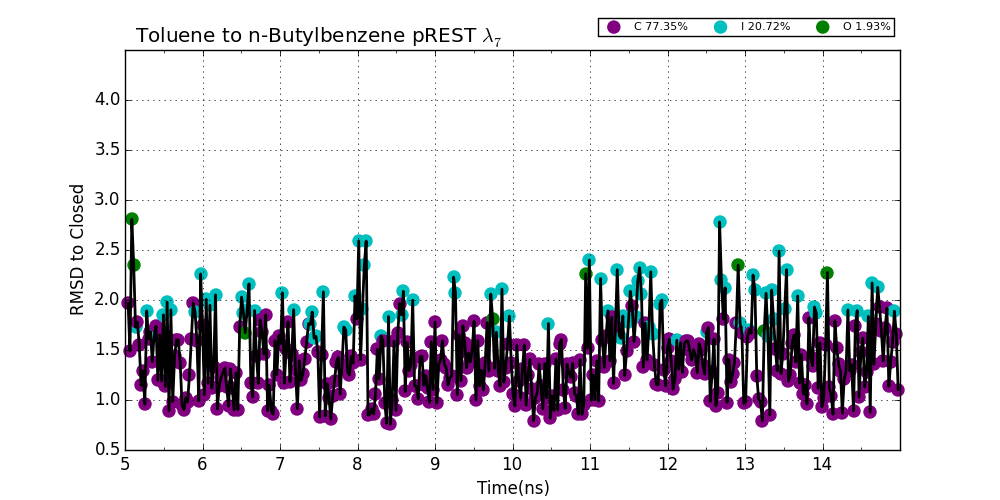 Toluene to n-Butylbenzene pREST λ₇
C 77.35% I 20.72% O 1.93%
RMSD to Closed
4.0
3.5
3.0
2.5
2.0
1.5
1.0
0.5
5 6 7 8 9 10 11 12 13 14
Time(ns)